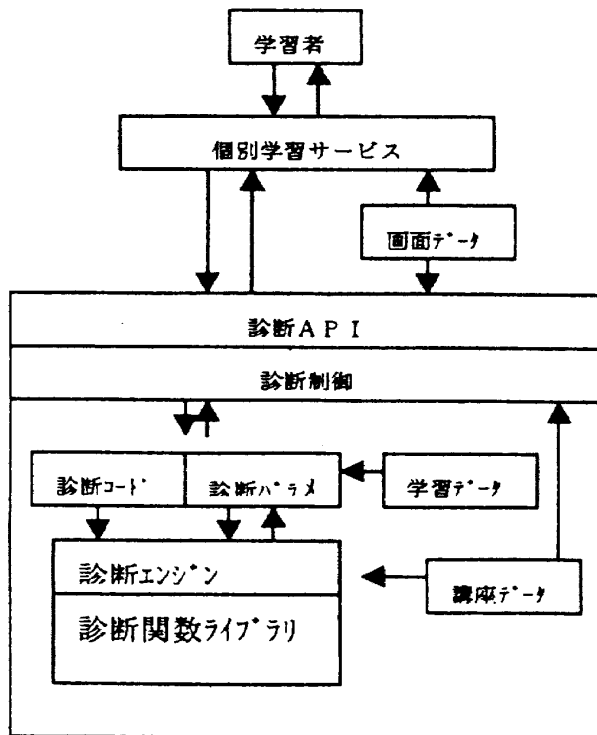 学習者
個別学習サービス
画面ﾃﾞｰﾀ
診断ＡＰＩ
診断制御
診断ｺｰﾄﾞ
診断ﾊﾟﾗﾒ
学習ﾃﾞｰﾀ
診断ｴﾝｼﾞﾝ
講座ﾃﾞｰﾀ
診断関数ﾗｲﾌﾞﾗﾘ